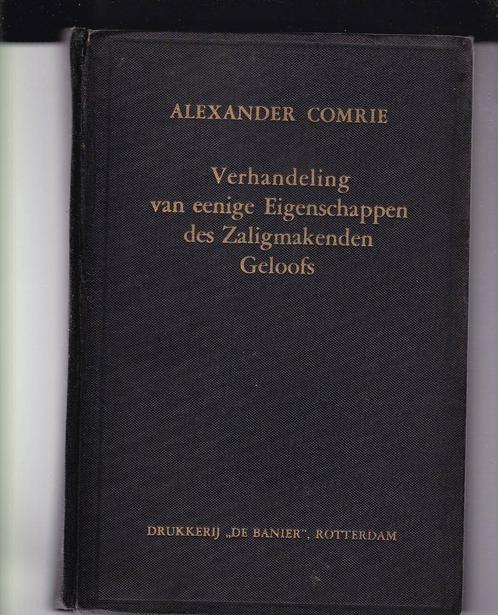 ALEXANDER COMRIE
Verhandeling
van eenige Eigenschappen
des Zaligmakenden
Geloofs
DRUKKERIJ „DE BANIER”, ROTTERDAM